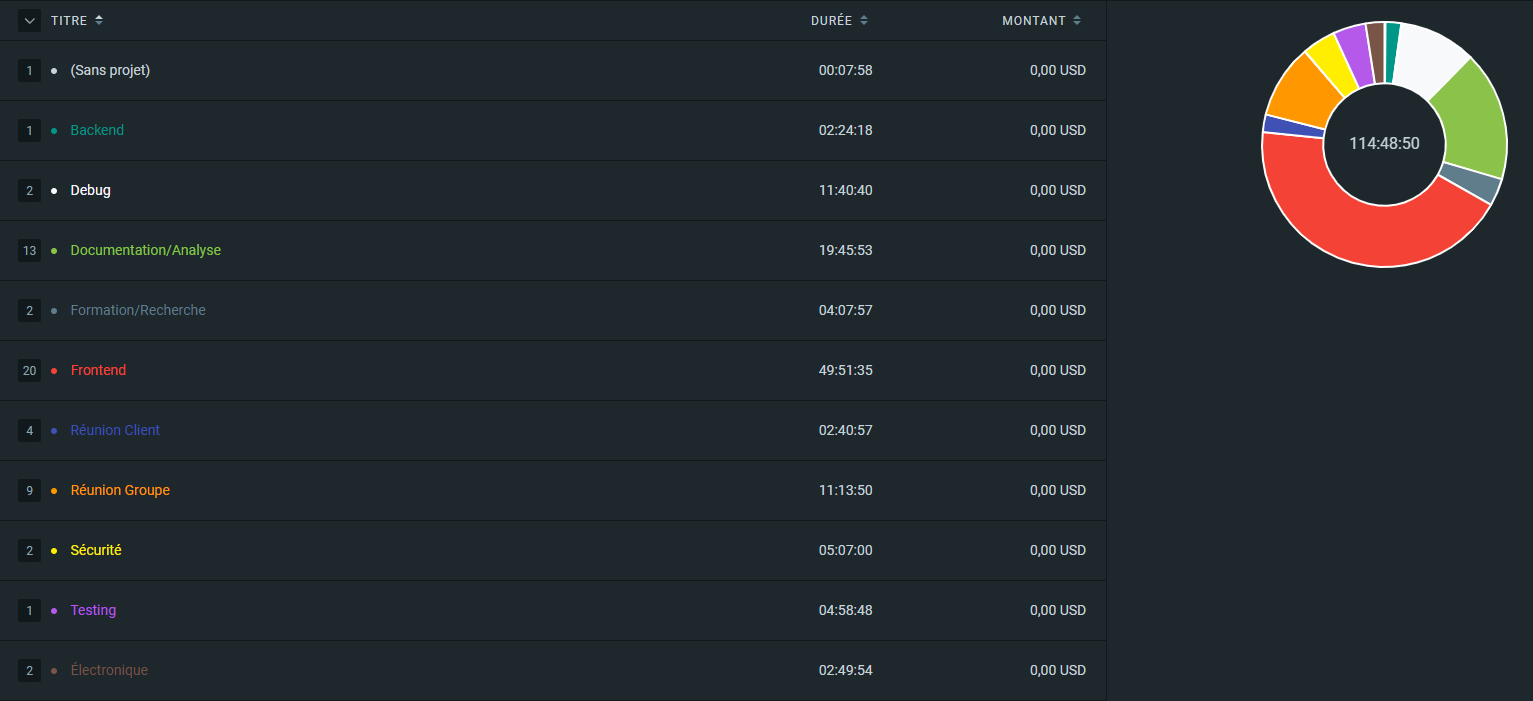 TITRE DURÉE MONTANT
1 (Sans projet) 00:07:58 0,00 USD
1 Backend 02:24:18 0,00 USD
2 Debug 11:40:40 0,00 USD
13 Documentation/Analyse 19:45:53 0,00 USD
2 Formation/Recherche 04:07:57 0,00 USD
20 Frontend 49:51:35 0,00 USD
4 Réunion Client 02:40:57 0,00 USD
9 Réunion Groupe 11:13:50 0,00 USD
2 Sécurité 05:07:00 0,00 USD
1 Testing 04:58:48 0,00 USD
2 Électronique 02:49:54 0,00 USD
114:48:50